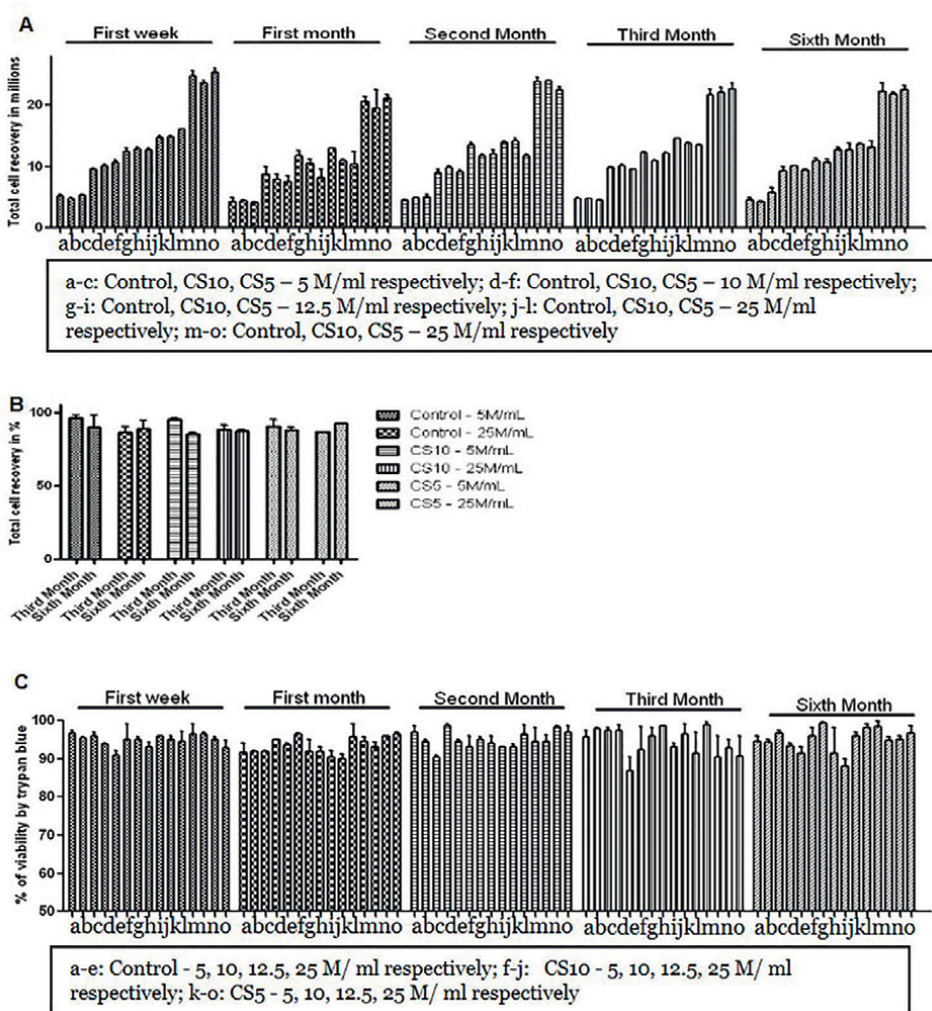 A
First week
First month
Second Month
Third Month
Sixth Month
Total cell recovery in millions
20
10
0
abcdefghijklmno
abcdefghijklmno
abcdefghijklmno
abcdefghijklmno
abcdefghijklmno
a-c: Control, CS10, CS5 – 5 M/ml respectively; d-f: Control, CS10, CS5 – 10 M/ml respectively;
g-i: Control, CS10, CS5 – 12.5 M/ml respectively; j-l: Control, CS10, CS5 – 25 M/ml
respectively; m-o: Control, CS10, CS5 – 25 M/ml respectively
B
Total cell recovery in %
100
50
0
Third Month
Sixth Month
Third Month
Sixth Month
Third Month
Sixth Month
Third Month
Sixth Month
Third Month
Sixth Month
Third Month
Sixth Month
Control - 5M/mL
Control - 25M/mL
CS10 - 5M/mL
CS10 - 25M/mL
CS5 - 5M/mL
CS5 - 25M/mL
C
First week
First month
Second Month
Third Month
Sixth Month
% of viability by trypan blue
100
90
80
70
60
50
abcdefghijklmno
abcdefghijklmno
abcdefghijklmno
abcdefghijklmno
abcdefghijklmno
a-e: Control - 5, 10, 12.5, 25 M/ ml respectively; f-j: CS10 - 5, 10, 12.5, 25 M/ ml
respectively; k-o: CS5 - 5, 10, 12.5, 25 M/ ml respectively